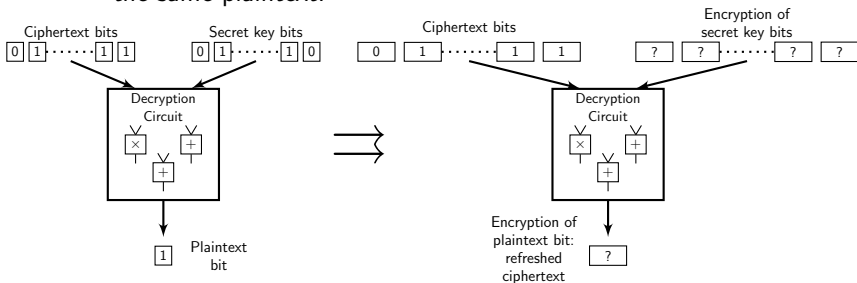 the same plaintext.
Ciphertext bits
Secret key bits
0 1 1 1
0 1 1 0
Decryption
Circuit
×
+
+
1
Plaintext
bit
Ciphertext bits
Encryption of
secret key bits
0 1 1 1
? ? ? ?
Decryption
Circuit
×
+
+
Encryption of
plaintext bit:
refreshed
ciphertext
?